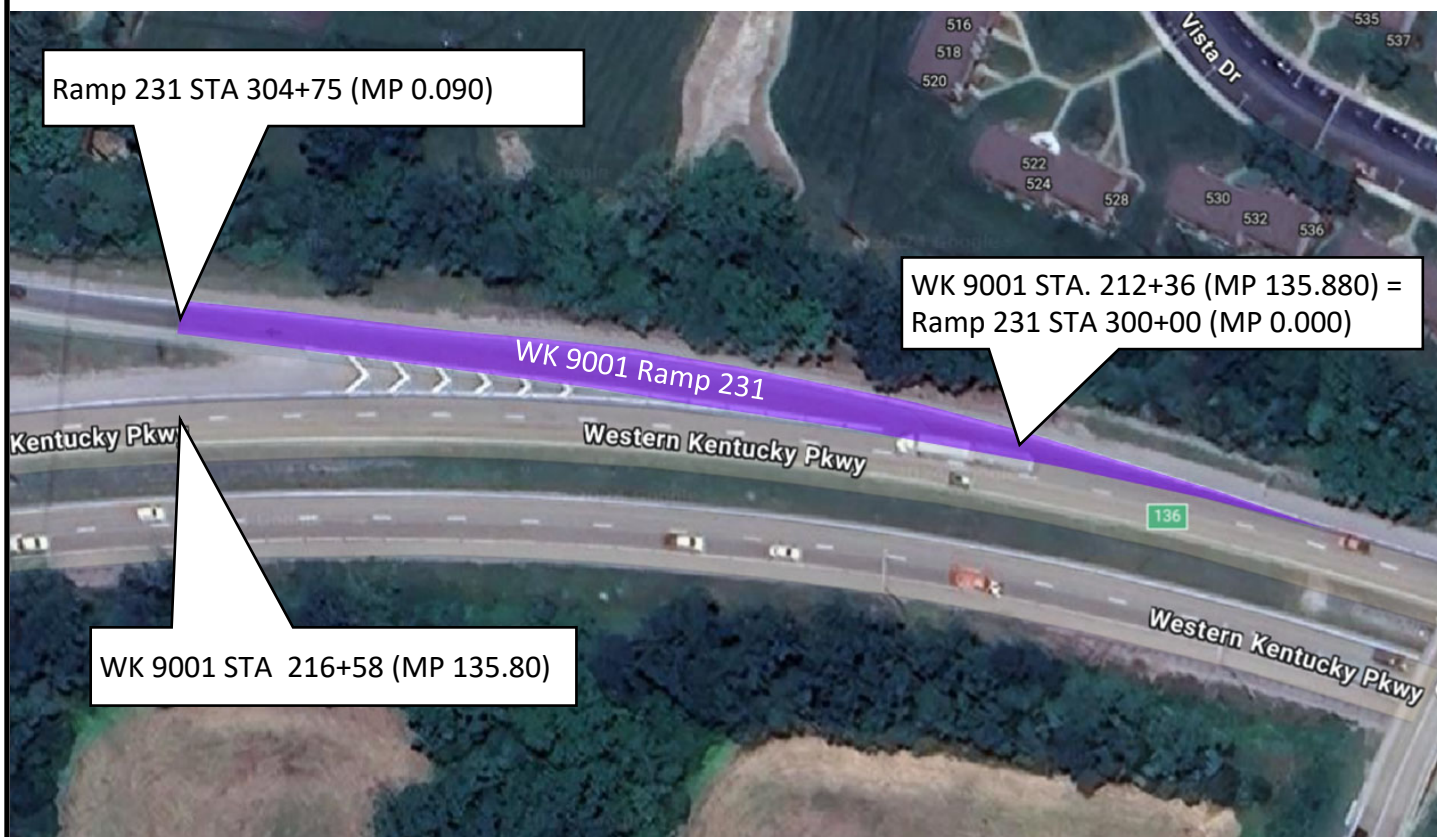 516
518
520
Vista Dr
535
537
Ramp 231 STA 304+75 (MP 0.090)
522
524
528
530
532
536
WK 9001 STA. 212+36 (MP 135.880) =
Ramp 231 STA 300+00 (MP 0.000)
WK 9001 Ramp 231
Kentucky Pkwy
Western Kentucky Pkwy
136
Western Kentucky Pkwy
WK 9001 STA  216+58 (MP 135.80)